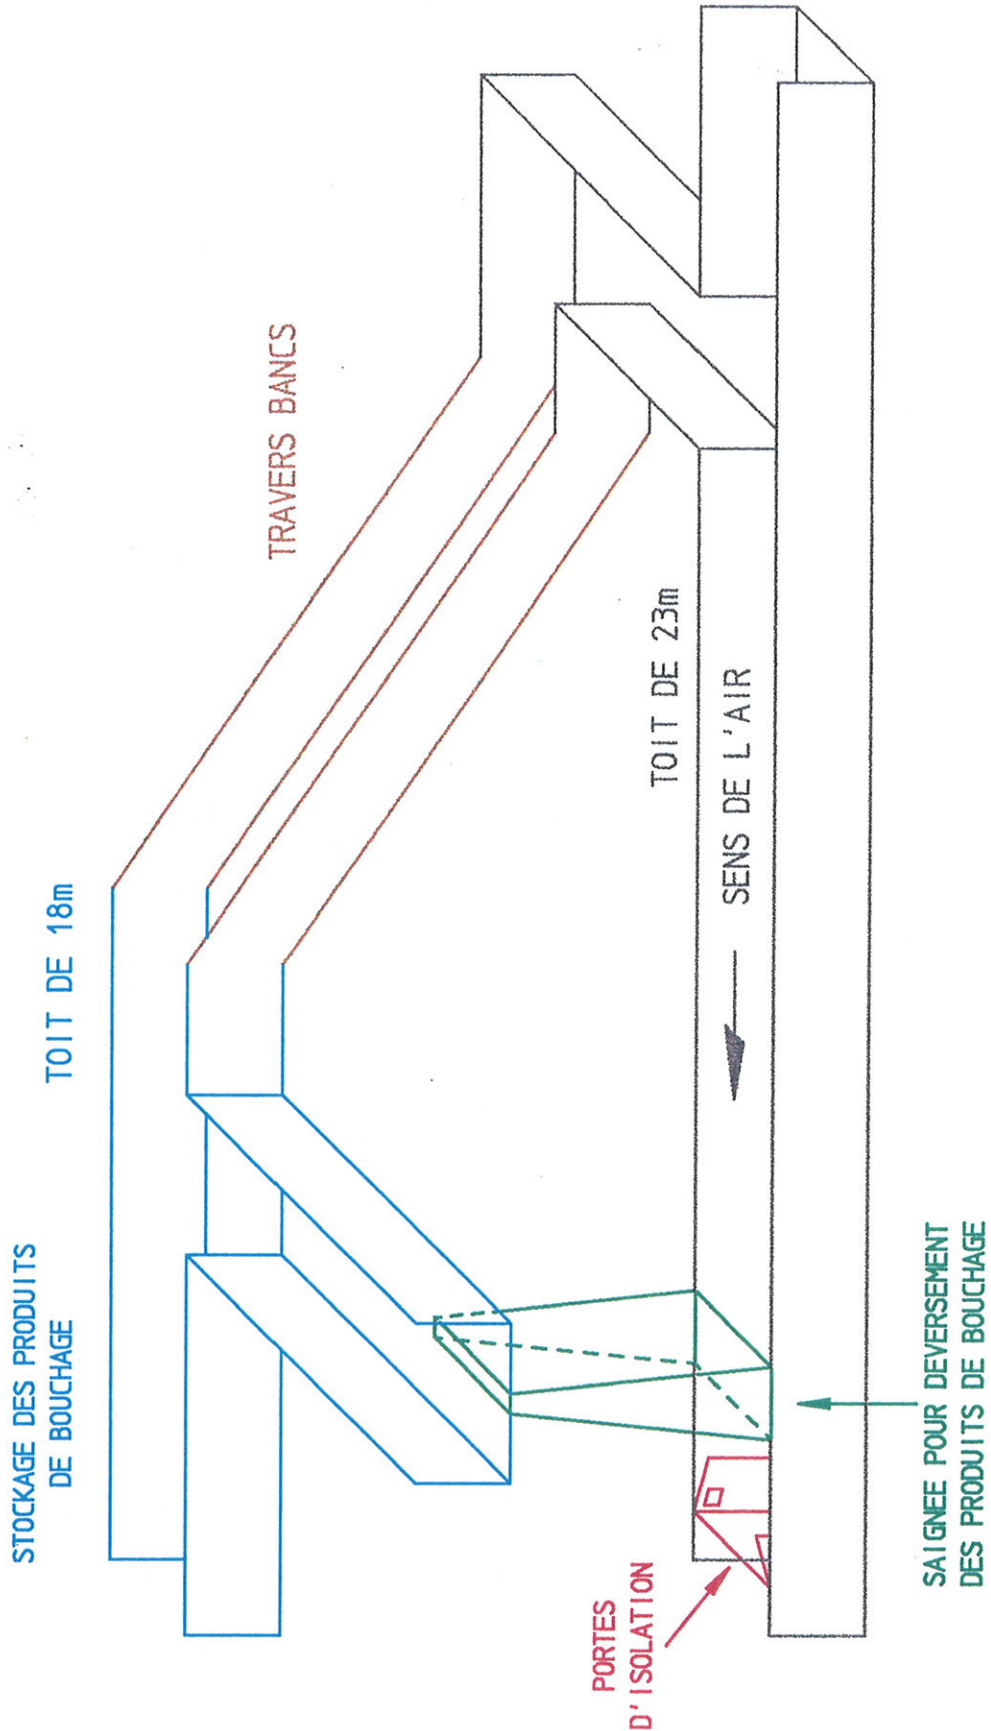 STOCKAGE DES PRODUITS
DE BOUCHAGE
TOIT DE 18m
TRAVERS BANCS
TOIT DE 23m
SENS DE L'AIR
PORTES
D'ISOLATION
SAIGNEE POUR DEVERSEMENT
DES PRODUITS DE BOUCHAGE